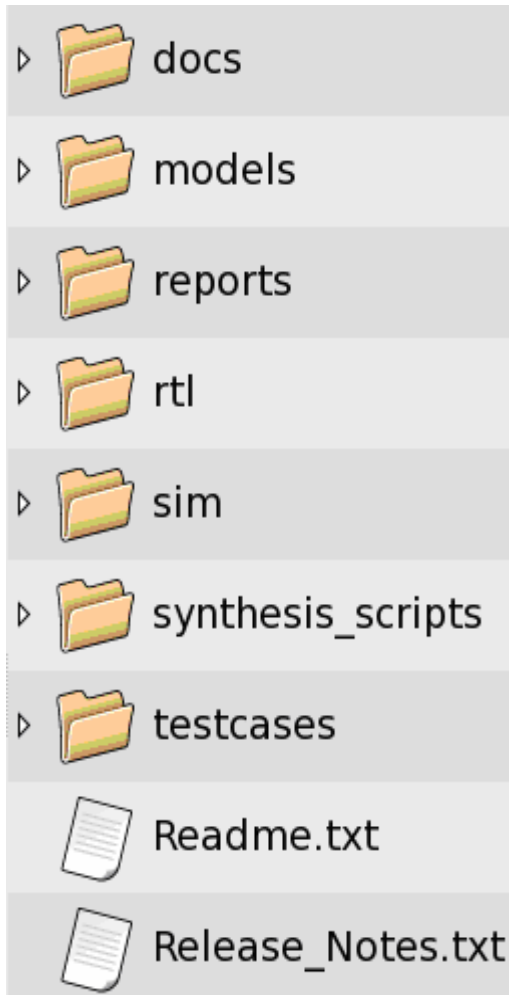 docs
models
reports
rtl
sim
synthesis_scripts
testcases
Readme.txt
Release_Notes.txt